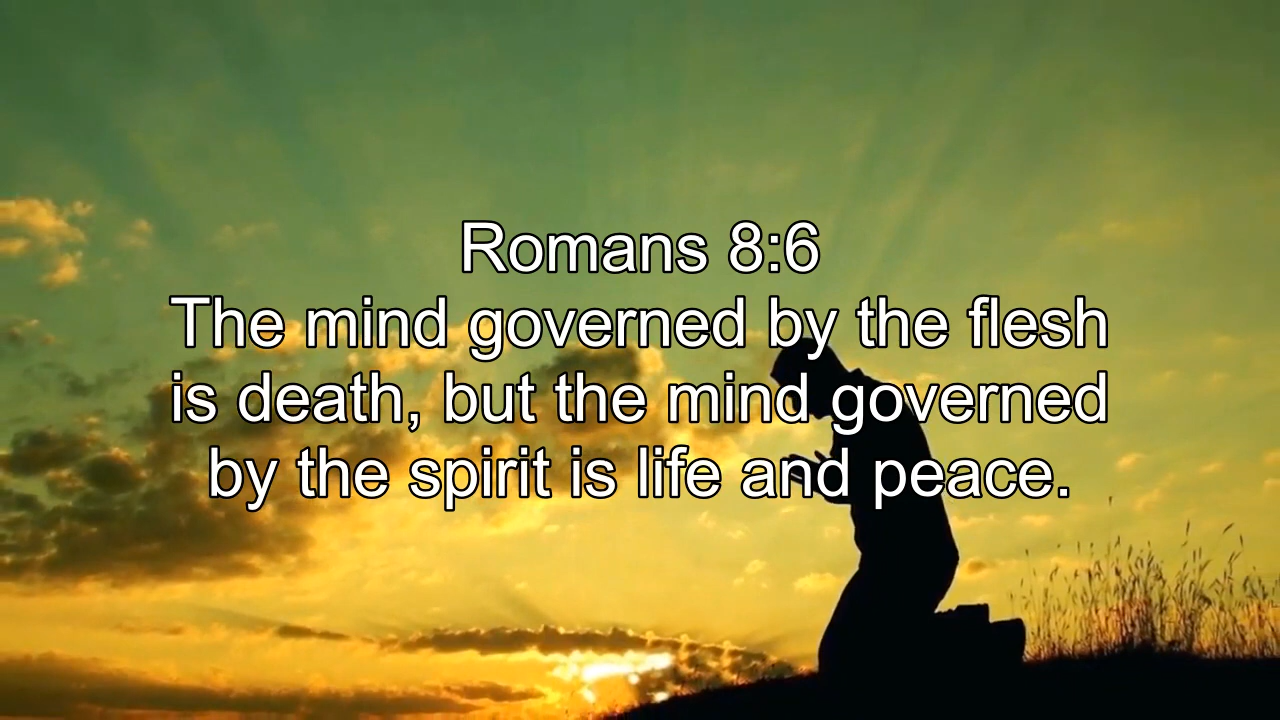 Romans 8:6
The mind governed by the flesh
is death, but the mind governed
by the spirit is life and peace.